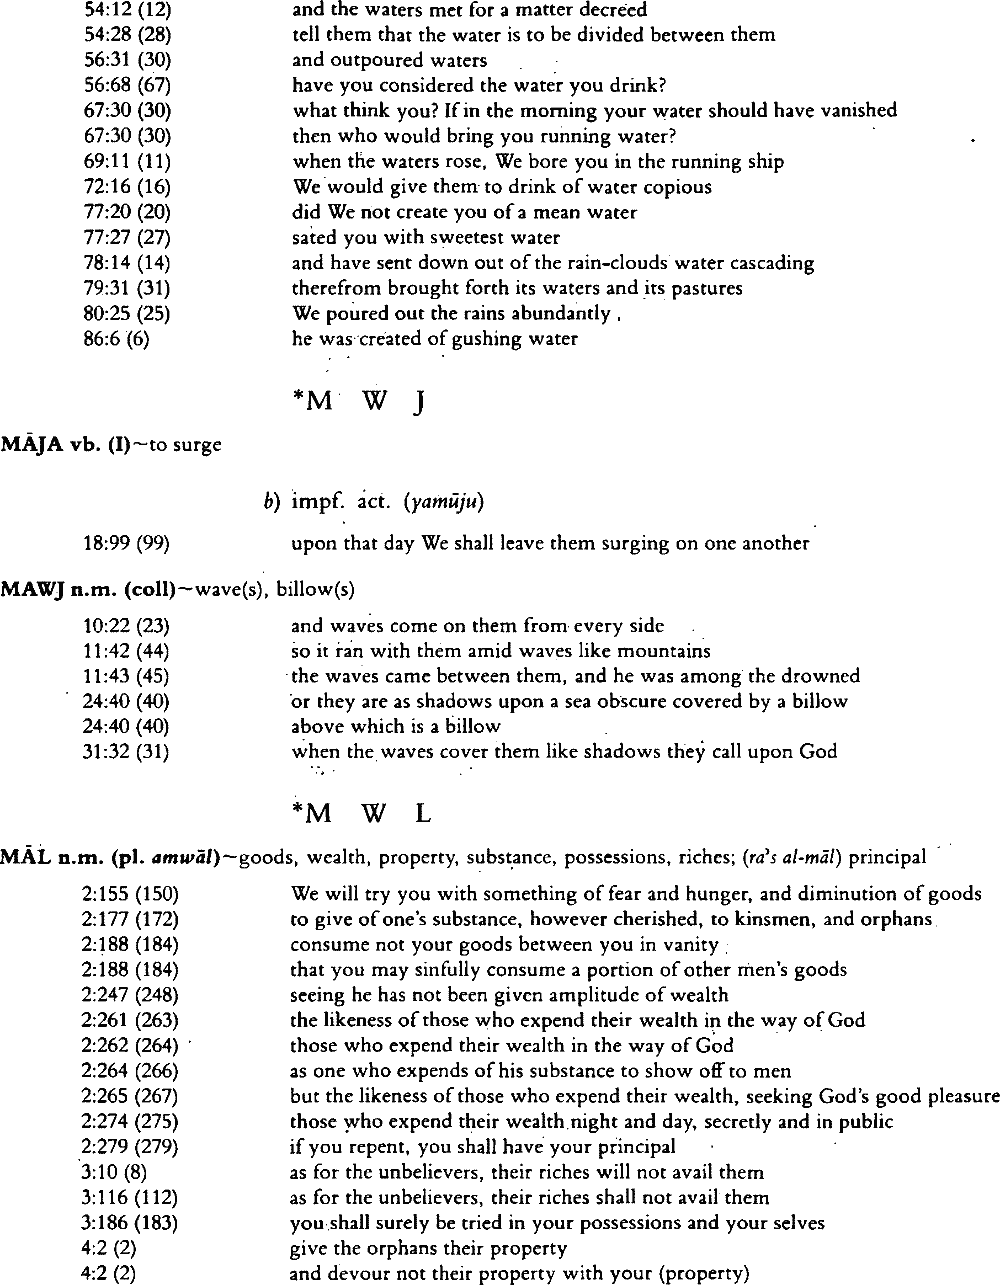 54:12 (12) and the waters met for a matter decreed
54:28 (28) tell them that the water is to be divided between them
56:31 (30) and outpoured waters
56:68 (67) have you considered the water you drink?
67:30 (30) what think you? If in the morning your water should have vanished
67:30 (30) then who would bring you running water?
69:11 (11) when the waters rose, We bore you in the running ship
72:16 (16) We would give them to drink of water copious
77:20 (20) did We not create you of a mean water
77:27 (27) sated you with sweetest water
78:14 (14) and have sent down out of the rain-clouds water cascading
79:31 (31) therefrom brought forth its waters and its pastures
80:25 (25) We poured out the rains abundantly
86:6 (6) he was created of gushing water
*M W J
MĀJA vb. (I)~to surge
b) impf. act. (yamūju)
18:99 (99) upon that day We shall leave them surging on one another
MAWJ n.m. (coll)~wave(s), billow(s)
10:22 (23) and waves come on them from every side
11:42 (44) so it ran with them amid waves like mountains
11:43 (45) the waves came between them, and he was among the drowned
24:40 (40) or they are as shadows upon a sea obscure covered by a billow
24:40 (40) above which is a billow
31:32 (31) when the waves cover them like shadows they call upon God
*M W L
MĀL n.m. (pl. amwāl)~goods, wealth, property, substance, possessions, riches; (ra's al-māl) principal
2:155 (150) We will try you with something of fear and hunger, and diminution of goods
2:177 (172) to give of one's substance, however cherished, to kinsmen, and orphans
2:188 (184) consume not your goods between you in vanity
2:188 (184) that you may sinfully consume a portion of other men's goods
2:247 (248) seeing he has not been given amplitude of wealth
2:261 (263) the likeness of those who expend their wealth in the way of God
2:262 (264) those who expend their wealth in the way of God
2:264 (266) as one who expends of his substance to show off to men
2:265 (267) but the likeness of those who expend their wealth, seeking God's good pleasure
2:274 (275) those who expend their wealth night and day, secretly and in public
2:279 (279) if you repent, you shall have your principal
3:10 (8) as for the unbelievers, their riches will not avail them
3:116 (112) as for the unbelievers, their riches shall not avail them
3:186 (183) you shall surely be tried in your possessions and your selves
4:2 (2) give the orphans their property
4:2 (2) and devour not their property with your (property)